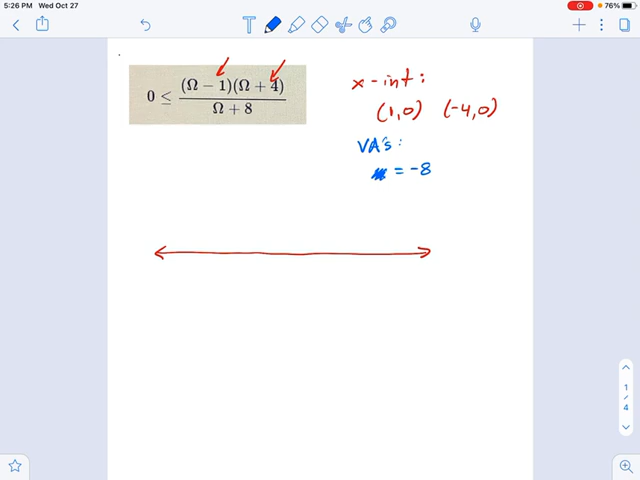 5:26 PM Wed Oct 27
76%
0 ≤ (Ω − 1)(Ω + 4) / Ω + 8
x-int:
(1,0) (-4,0)
VA's:
= -8
1
/
4